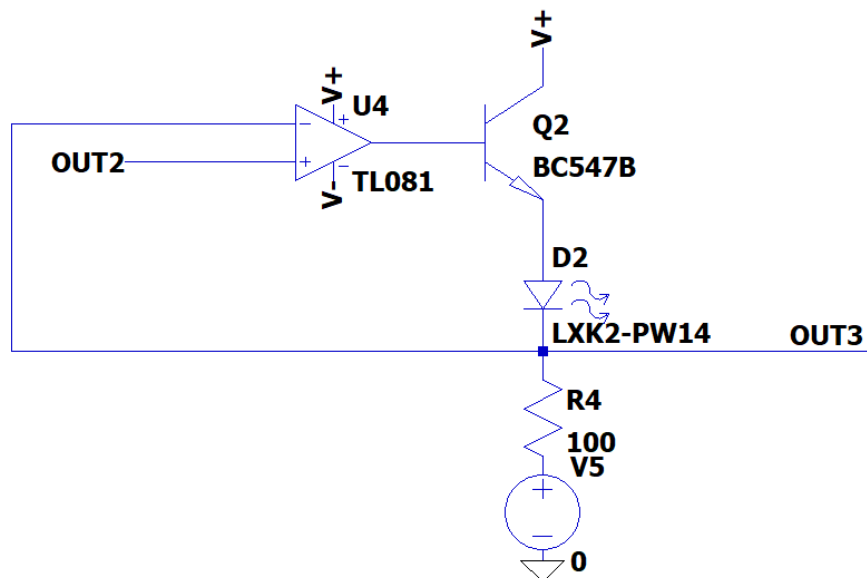 V+
V+
U4
OUT2
V-
TL081
Q2
BC547B
D2
LXK2-PW14
OUT3
R4
100
V5
0